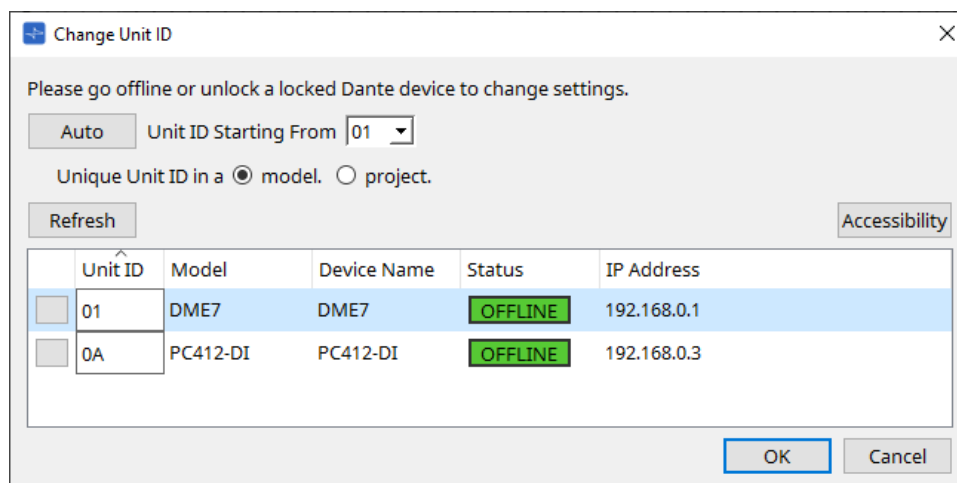 Change Unit ID
Please go offline or unlock a locked Dante device to change settings.
Auto Unit ID Starting From 01
Unique Unit ID in a model. project.
Refresh Accessibility
Unit ID Model Device Name Status IP Address
01 DME7 DME7 OFFLINE 192.168.0.1
0A PC412-DI PC412-DI OFFLINE 192.168.0.3
OK Cancel